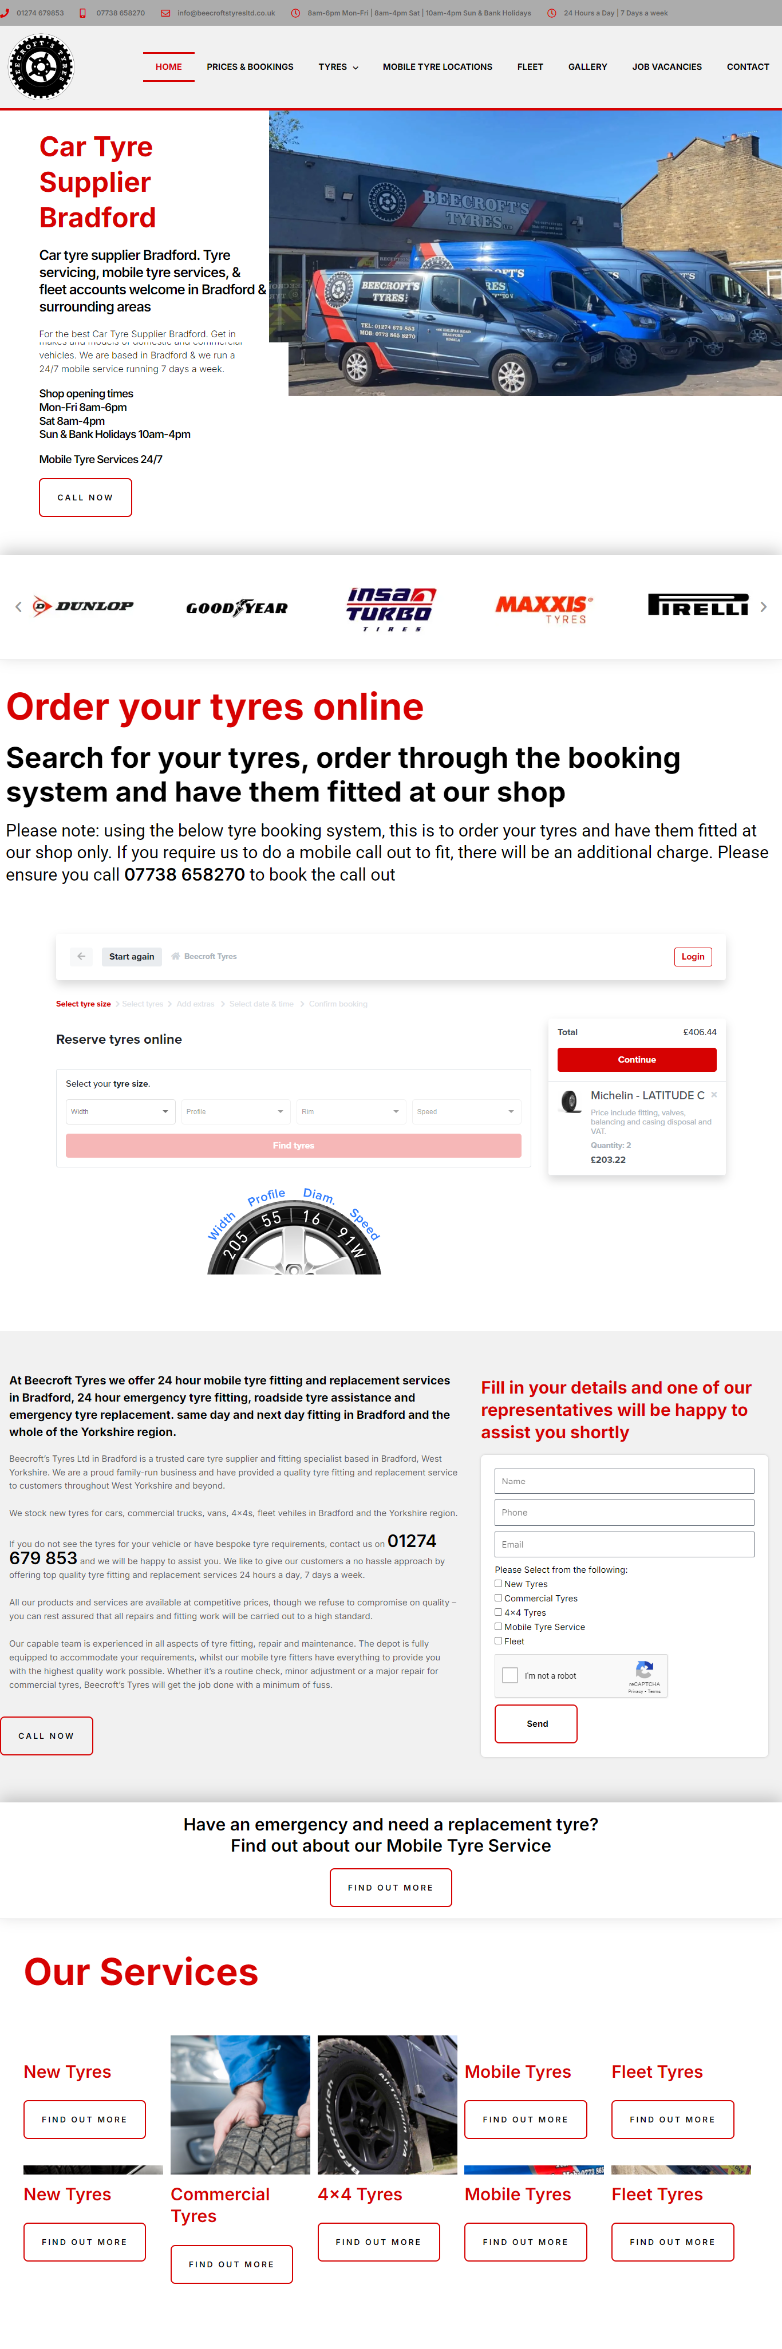 01274 679853
07738 658270
info@beecroftstyresltd.co.uk
8am-6pm Mon-Fri | 8am-4pm Sat | 10am-4pm Sun & Bank Holidays
24 Hours a Day | 7 Days a week
BEECROFT'S TYRES
HOME
PRICES & BOOKINGS
TYRES
MOBILE TYRE LOCATIONS
FLEET
GALLERY
JOB VACANCIES
CONTACT
Car Tyre
Supplier
Bradford
Car tyre supplier Bradford. Tyre
servicing, mobile tyre services, &
fleet accounts welcome in Bradford &
surrounding areas
For the best Car Tyre Supplier Bradford. Get in
makes and models of domestic and commercial
vehicles. We are based in Bradford & we run a
24/7 mobile service running 7 days a week.
Shop opening times
Mon-Fri 8am-6pm
Sat 8am-4pm
Sun & Bank Holidays 10am-4pm
Mobile Tyre Services 24/7
CALL NOW
BEECROFT'S
TYRES
BEECROFT'S
TYRES
TEL: 01274 679 853
DUNLOP
GOODYEAR
INSA
TURBO
TIRES
MAXXIS
TYRES
PIRELLI
Order your tyres online
Search for your tyres, order through the booking
system and have them fitted at our shop
Please note: using the below tyre booking system, this is to order your tyres and have them fitted at
our shop only. If you require us to do a mobile call out to fit, there will be an additional charge. Please
ensure you call 07738 658270 to book the call out
Start again
Beecroft Tyres
Login
Select tyre size
Select tyres
Add extras
Select date & time
Confirm booking
Reserve tyres online
Select your tyre size.
Width
Profile
Rim
Speed
Find tyres
Total
£406.44
Continue
Michelin - LATITUDE C
Price include fitting, valves,
balancing and casing disposal and
VAT.
Quantity: 2
£203.22
Width
Profile
Diam.
Speed
205
55
16
91W
At Beecroft Tyres we offer 24 hour mobile tyre fitting and replacement services
in Bradford, 24 hour emergency tyre fitting, roadside tyre assistance and
emergency tyre replacement. same day and next day fitting in Bradford and the
whole of the Yorkshire region.
Beecroft's Tyres Ltd in Bradford is a trusted care tyre supplier and fitting specialist based in Bradford, West
Yorkshire. We are a proud family-run business and have provided a quality tyre fitting and replacement service
to customers throughout West Yorkshire and beyond.
We stock new tyres for cars, commercial trucks, vans, 4×4s, fleet vehiles in Bradford and the Yorkshire region.
If you do not see the tyres for your vehicle or have bespoke tyre requirements, contact us on 01274
679 853 and we will be happy to assist you. We like to give our customers a no hassle approach by
offering top quality tyre fitting and replacement services 24 hours a day, 7 days a week.
All our products and services are available at competitive prices, though we refuse to compromise on quality –
you can rest assured that all repairs and fitting work will be carried out to a high standard.
Our capable team is experienced in all aspects of tyre fitting, repair and maintenance. The depot is fully
equipped to accommodate your requirements, whilst our mobile tyre fitters have everything to provide you
with the highest quality work possible. Whether it's a routine check, minor adjustment or a major repair for
commercial tyres, Beecroft's Tyres will get the job done with a minimum of fuss.
CALL NOW
Fill in your details and one of our
representatives will be happy to
assist you shortly
Name
Phone
Email
Please Select from the following:
New Tyres
Commercial Tyres
4×4 Tyres
Mobile Tyre Service
Fleet
I'm not a robot
reCAPTCHA
Privacy - Terms
Send
Have an emergency and need a replacement tyre?
Find out about our Mobile Tyre Service
FIND OUT MORE
Our Services
New Tyres
Mobile Tyres
Fleet Tyres
FIND OUT MORE
FIND OUT MORE
FIND OUT MORE
BFGoodrich
All-Terrain T/A
New Tyres
Commercial
Tyres
4×4 Tyres
Mobile Tyres
Fleet Tyres
FIND OUT MORE
FIND OUT MORE
FIND OUT MORE
FIND OUT MORE
FIND OUT MORE